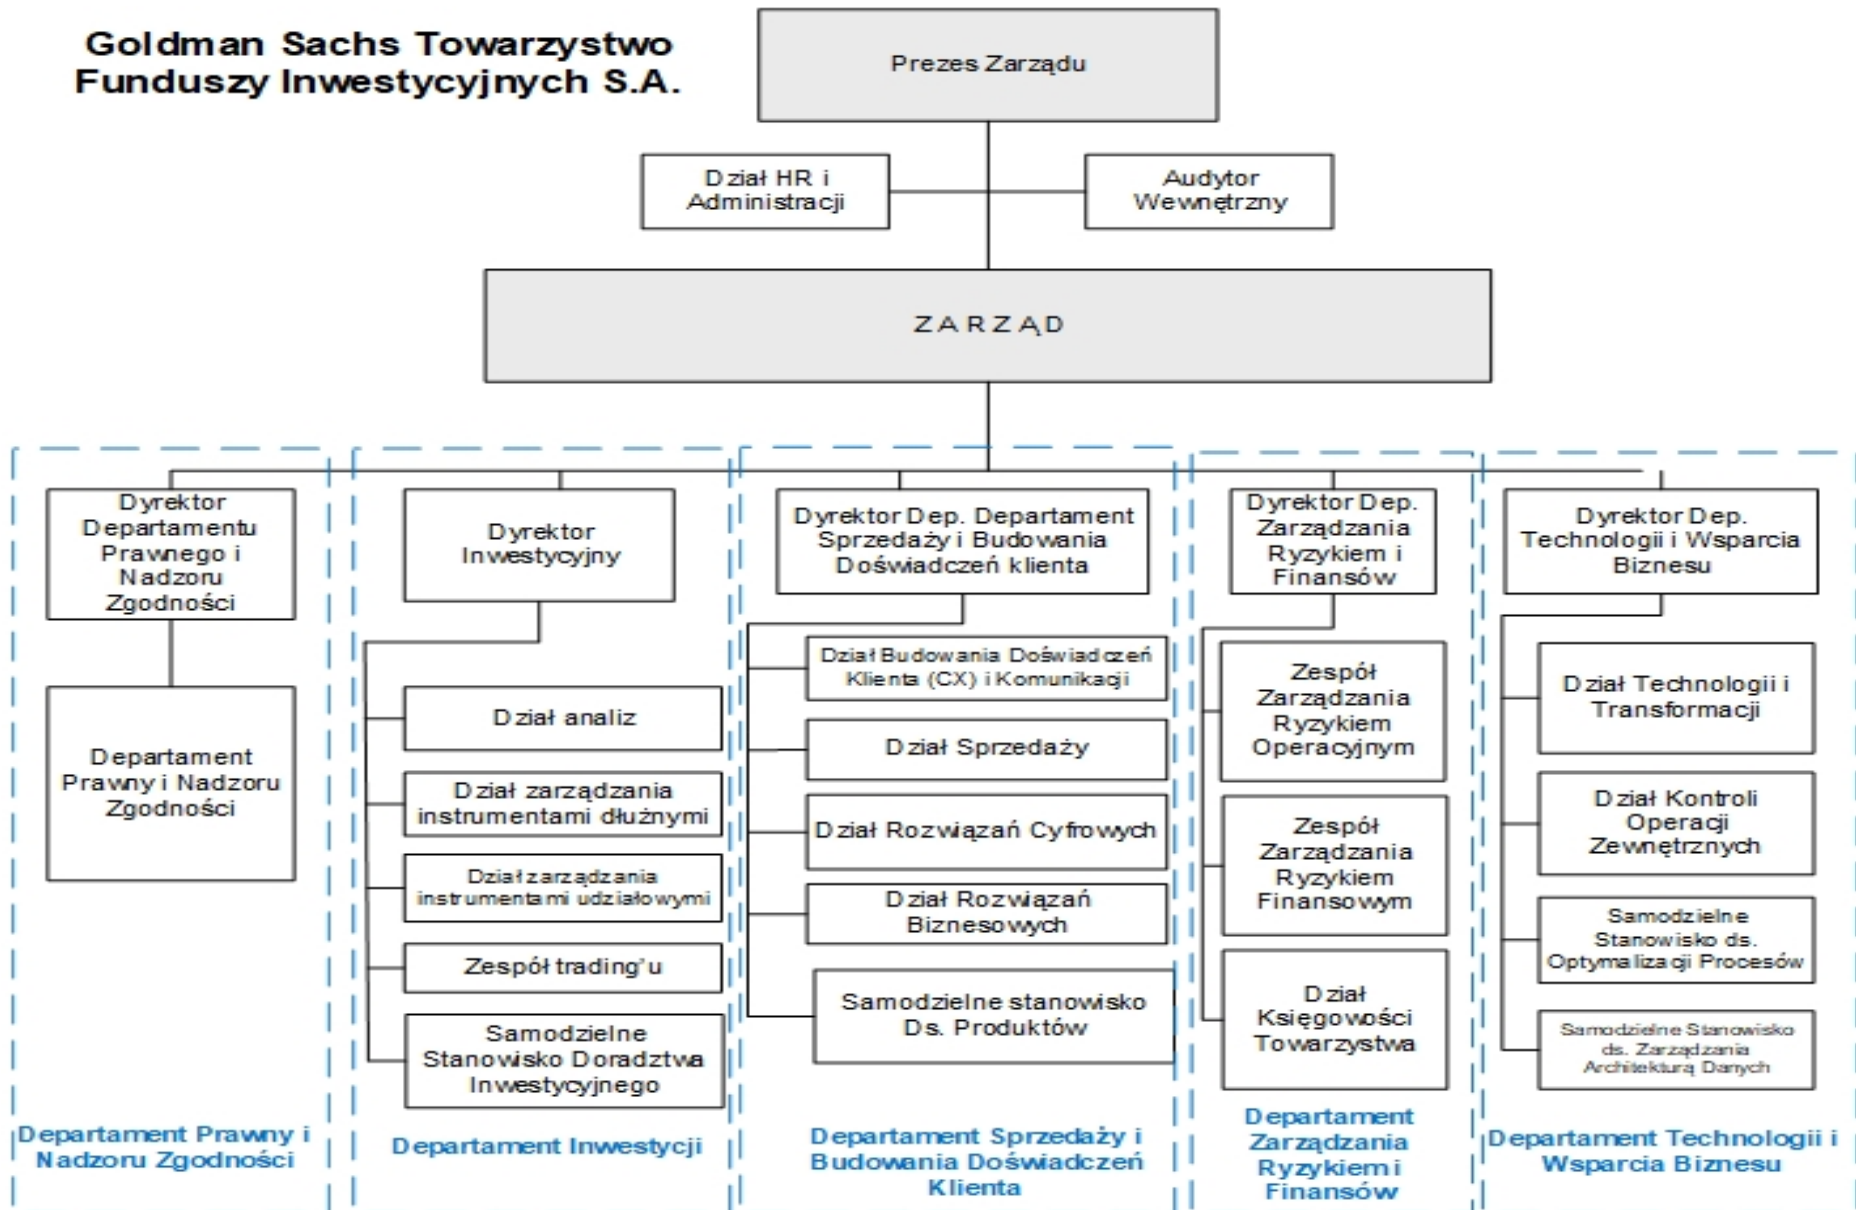 Goldman Sachs Towarzystwo
Funduszy Inwestycyjnych S.A.
Prezes Zarządu
Dział HR i
Administracji
Audytor
Wewnętrzny
ZARZĄD
Dyrektor
Departamentu
Prawnego i
Nadzoru
Zgodności
Departament
Prawny i Nadzoru
Zgodności
Departament Prawny i
Nadzoru Zgodności
Dyrektor
Inwestycyjny
Dział analiz
Dział zarządzania
instrumentami dłużnymi
Dział zarządzania
instrumentami udziałowymi
Zespół trading'u
Samodzielne
Stanowisko Doradztwa
Inwestycyjnego
Departament Inwestycji
Dyrektor Dep. Departament
Sprzedaży i Budowania
Doświadczeń klienta
Dział Budowania Doświadczeń
Klienta (CX) i Komunikacji
Dział Sprzedaży
Dział Rozwiązań Cyfrowych
Dział Rozwiązań
Biznesowych
Samodzielne stanowisko
Ds. Produktów
Departament Sprzedaży i
Budowania Doświadczeń
Klienta
Dyrektor Dep.
Zarządzania
Ryzykiem i
Finansów
Zespół
Zarządzania
Ryzykiem
Operacyjnym
Zespół
Zarządzania
Ryzykiem
Finansowym
Dział
Księgowości
Towarzystwa
Departament
Zarządzania
Ryzykiem i
Finansów
Dyrektor Dep.
Technologii i Wsparcia
Biznesu
Dział Technologii i
Transformacji
Dział Kontroli
Operacji
Zewnętrznych
Samodzielne
Stanowisko ds.
Optymalizacji Procesów
Samodzielne Stanowisko
ds. Zarządzania
Architekturą Danych
Departament Technologii i
Wsparcia Biznesu